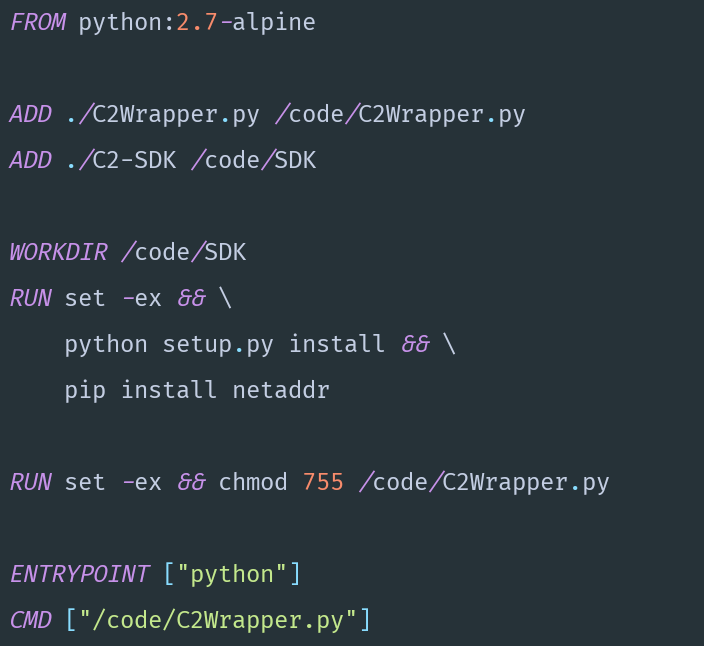 FROM python:2.7-alpine
ADD ./C2Wrapper.py /code/C2Wrapper.py
ADD ./C2-SDK /code/SDK
WORKDIR /code/SDK
RUN set -ex && \
    python setup.py install && \
    pip install netaddr
RUN set -ex && chmod 755 /code/C2Wrapper.py
ENTRYPOINT ["python"]
CMD ["/code/C2Wrapper.py"]